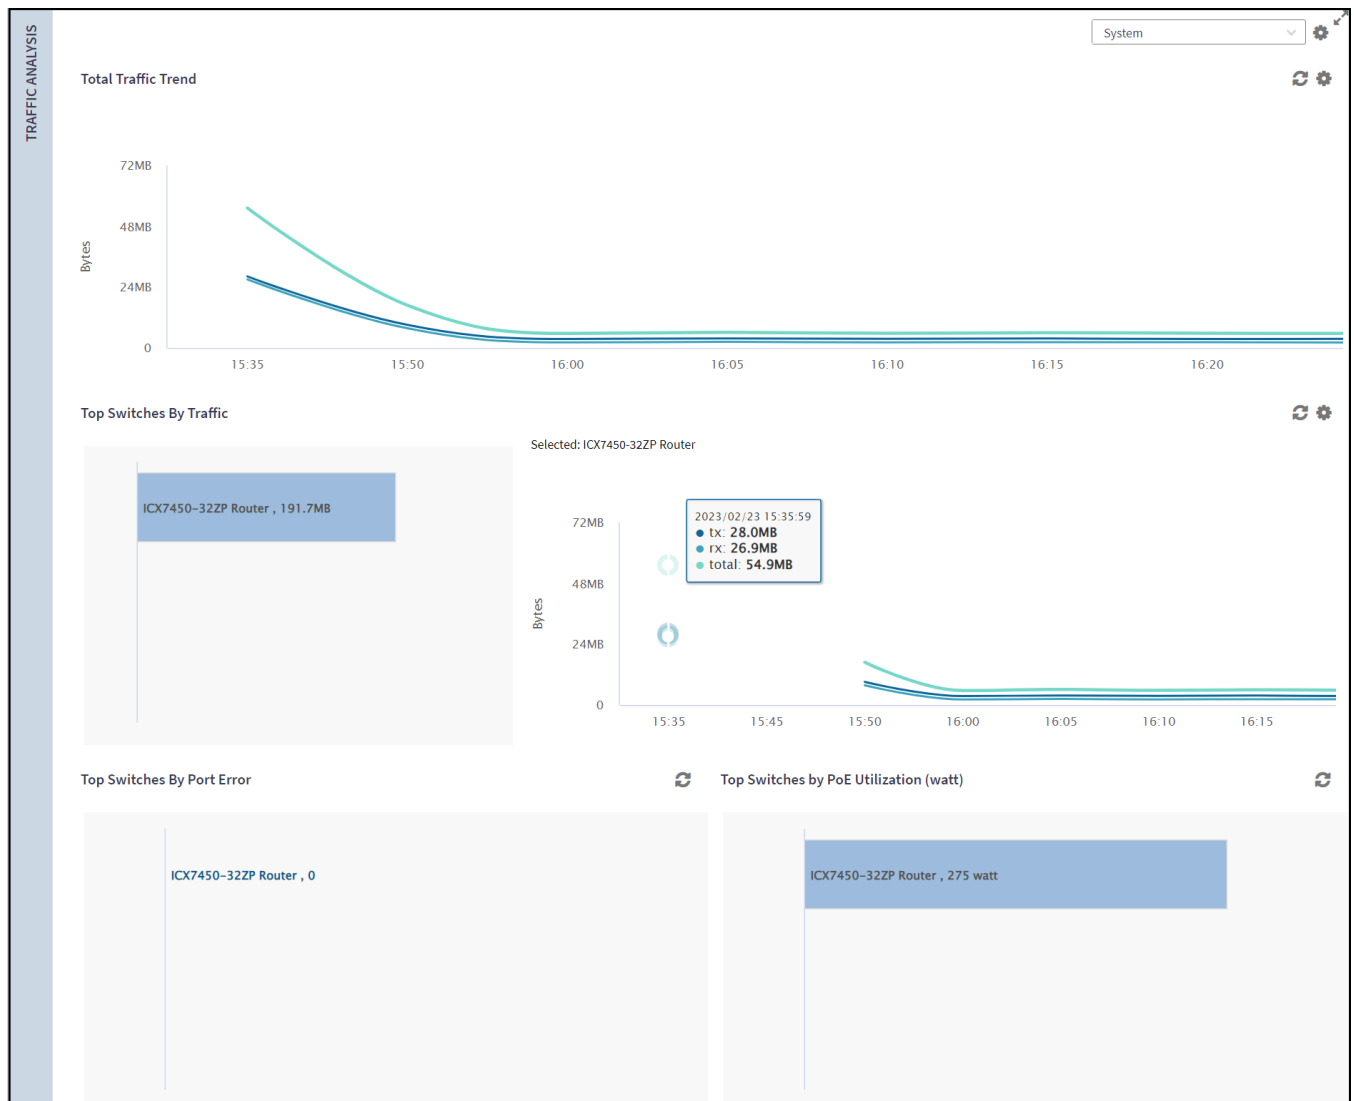 TRAFFIC ANALYSIS
System
Total Traffic Trend
72MB
48MB
24MB
0
Bytes
15:35 15:50 16:00 16:05 16:10 16:15 16:20
Top Switches By Traffic
ICX7450-32ZP Router , 191.7MB
Selected: ICX7450-32ZP Router
72MB
48MB
24MB
0
Bytes
2023/02/23 15:35:59
tx: 28.0MB
rx: 26.9MB
total: 54.9MB
15:35 15:45 15:50 16:00 16:05 16:10 16:15
Top Switches By Port Error
ICX7450-32ZP Router , 0
Top Switches by PoE Utilization (watt)
ICX7450-32ZP Router , 275 watt